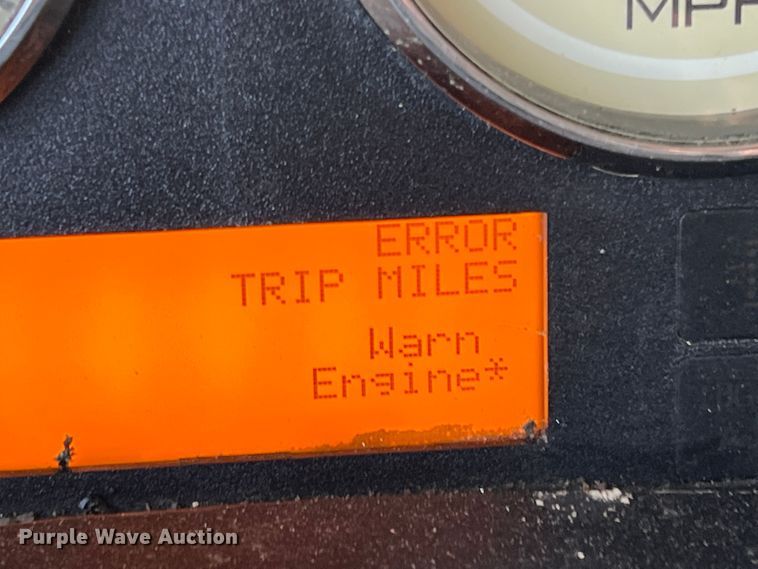 MPH
ERROR
TRIP MILES
Warn
Engine*
Purple Wave Auction